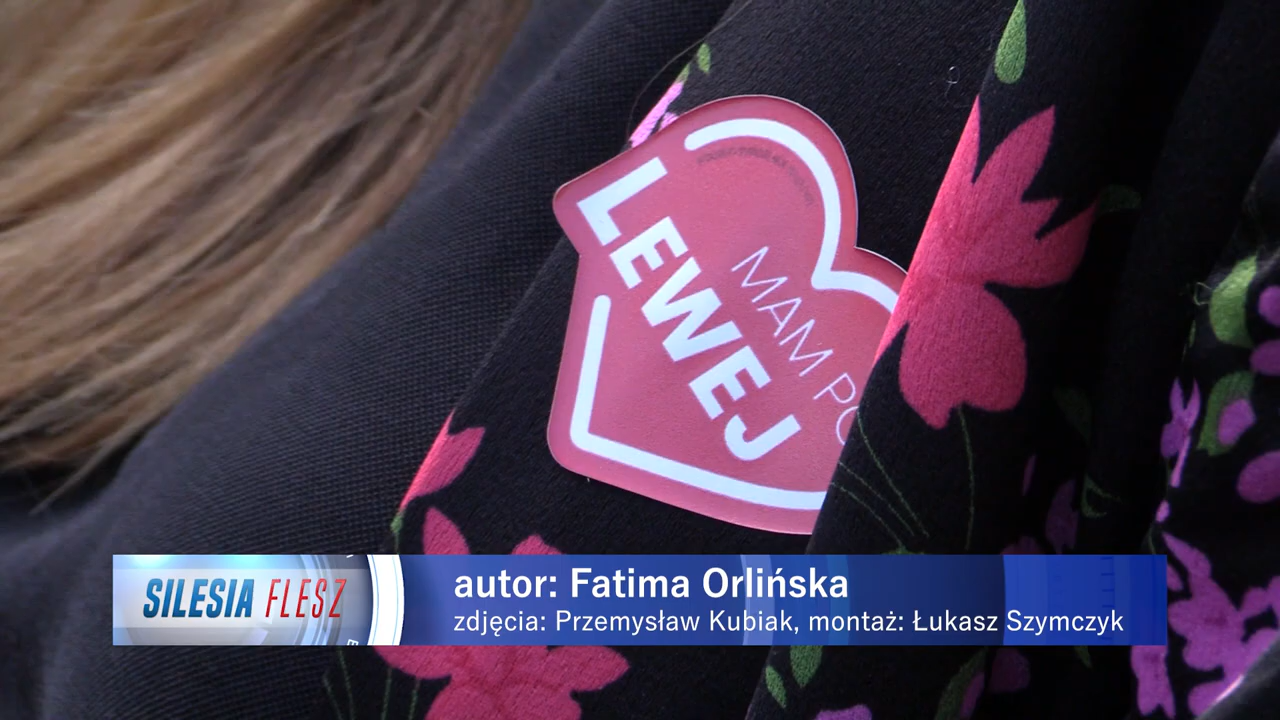 LEWEJ
MAM PO
SILESIA FLESZ
autor: Fatima Orlińska
zdjęcia: Przemysław Kubiak, montaż: Łukasz Szymczyk